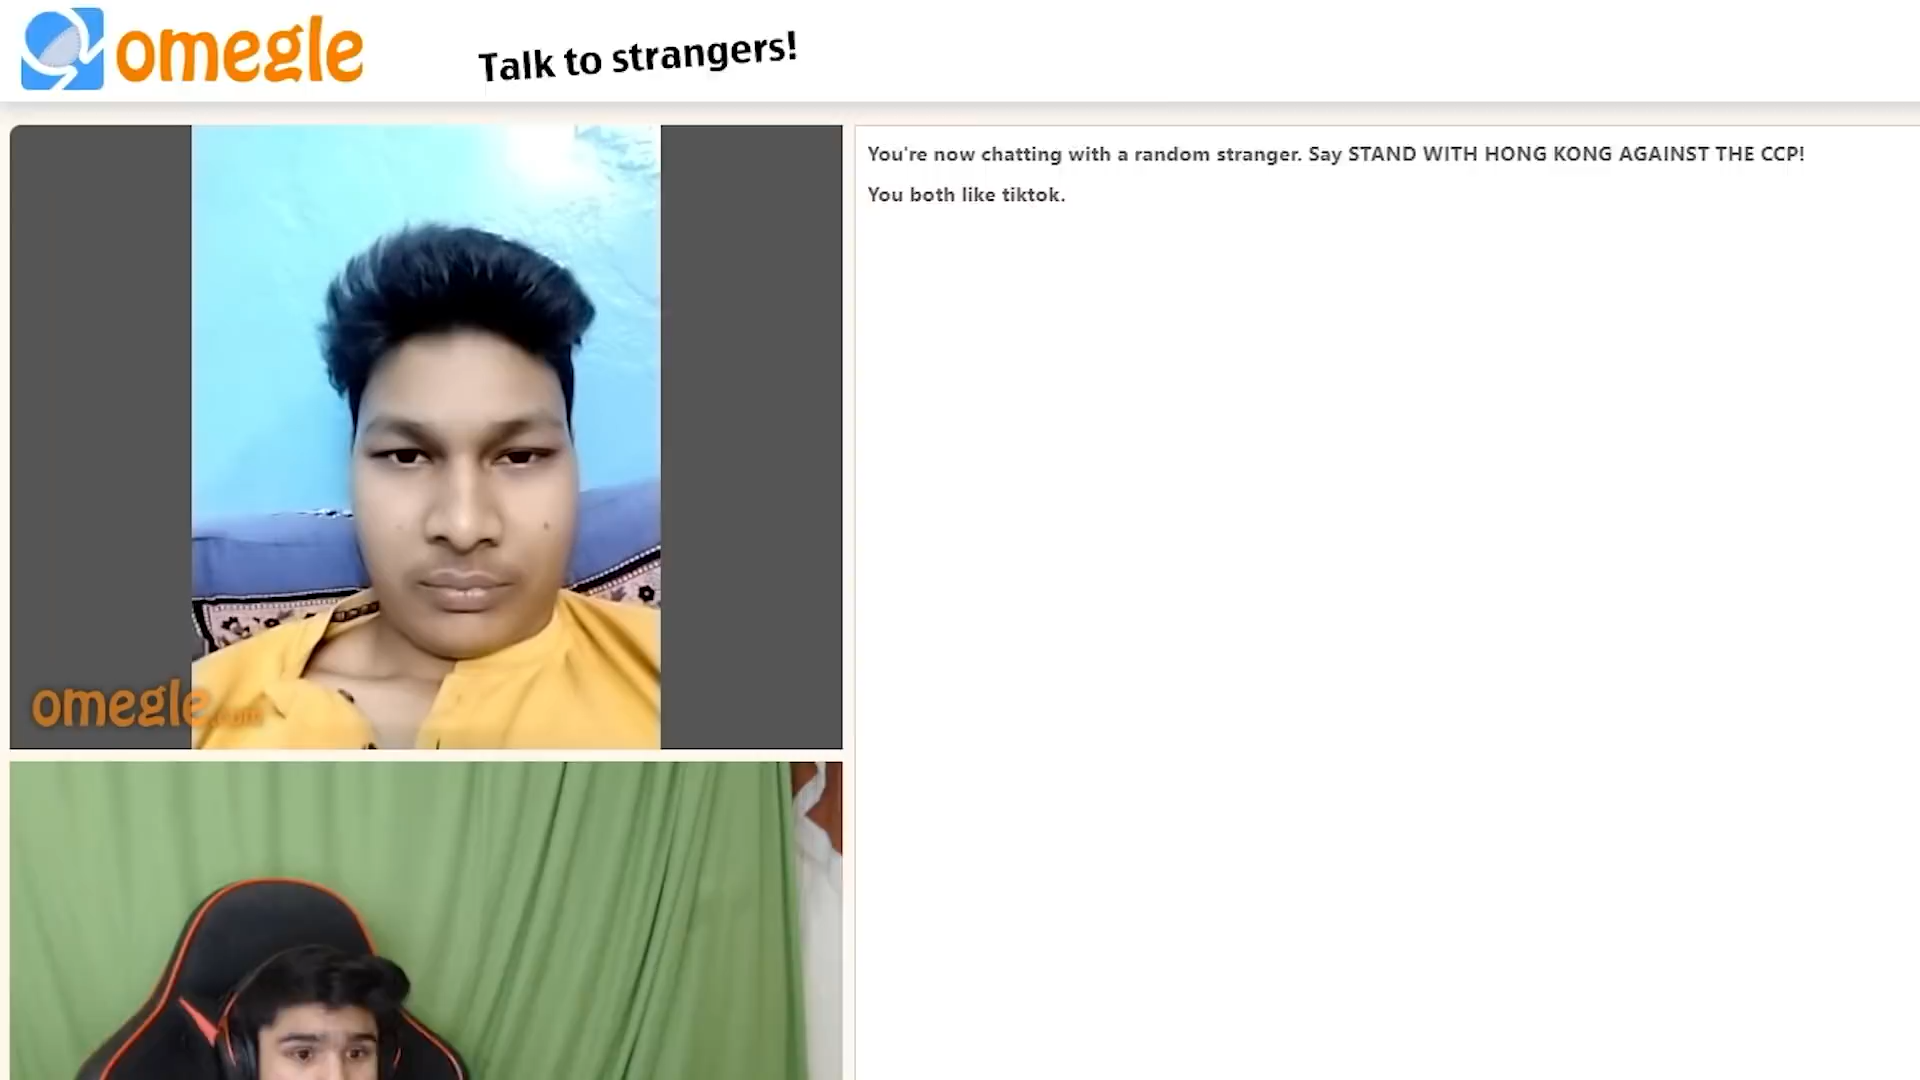 omegle
Talk to strangers!
You're now chatting with a random stranger. Say STAND WITH HONG KONG AGAINST THE CCP!
You both like tiktok.
omegle.com